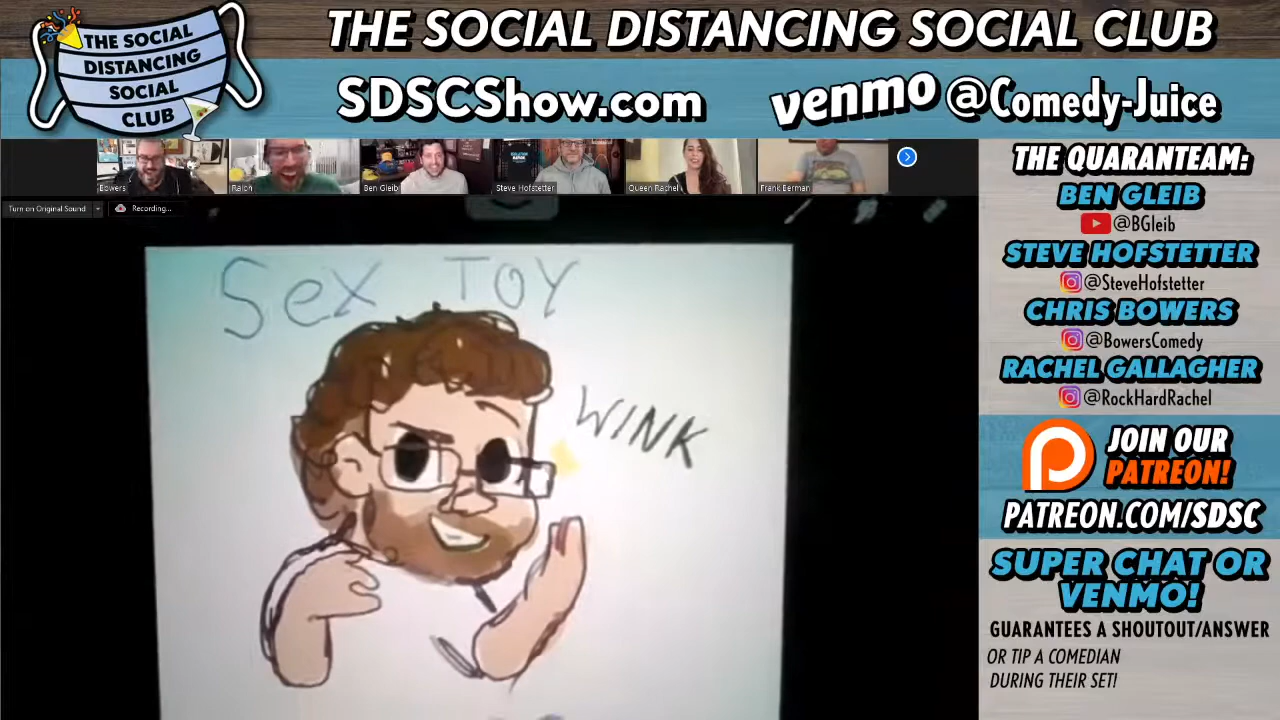 THE SOCIAL
DISTANCING
SOCIAL
CLUB
THE SOCIAL DISTANCING SOCIAL CLUB
SDSCShow.com
venmo @Comedy-Juice
Bowers
Ralph
Ben Gleib
Steve Hofstetter
Queen Rachel
Frank Berman
Turn on Original Sound
Recording...
SEX TOY
WINK
THE QUARANTEAM:
BEN GLEIB
@BGleib
STEVE HOFSTETTER
@SteveHofstetter
CHRIS BOWERS
@BowersComedy
RACHEL GALLAGHER
@RockHardRachel
JOIN OUR
PATREON!
PATREON.COM/SDSC
SUPER CHAT OR
VENMO!
GUARANTEES A SHOUTOUT/ANSWER
OR TIP A COMEDIAN
DURING THEIR SET!